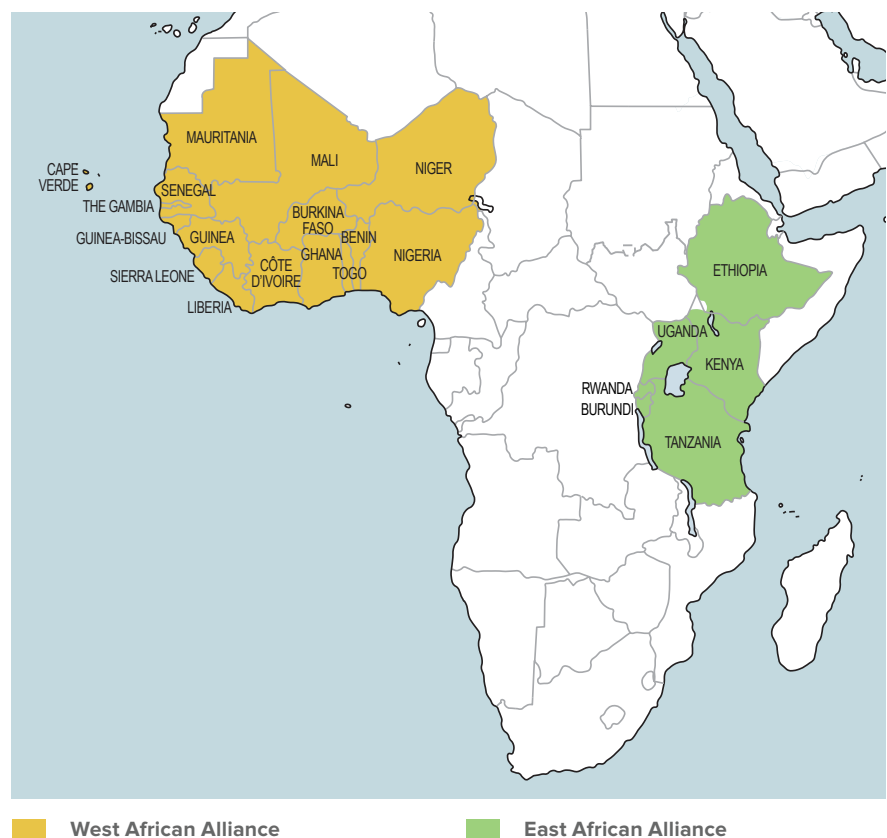 MAURITANIA
MALI
NIGER
CAPE
VERDE
SENEGAL
THE GAMBIA
BURKINA
FASO
GUINEA-BISSAU
GUINEA
BENIN
CÔTE
D'IVOIRE
GHANA
NIGERIA
TOGO
SIERRA LEONE
LIBERIA
ETHIOPIA
UGANDA
KENYA
RWANDA
BURUNDI
TANZANIA
West African Alliance
East African Alliance